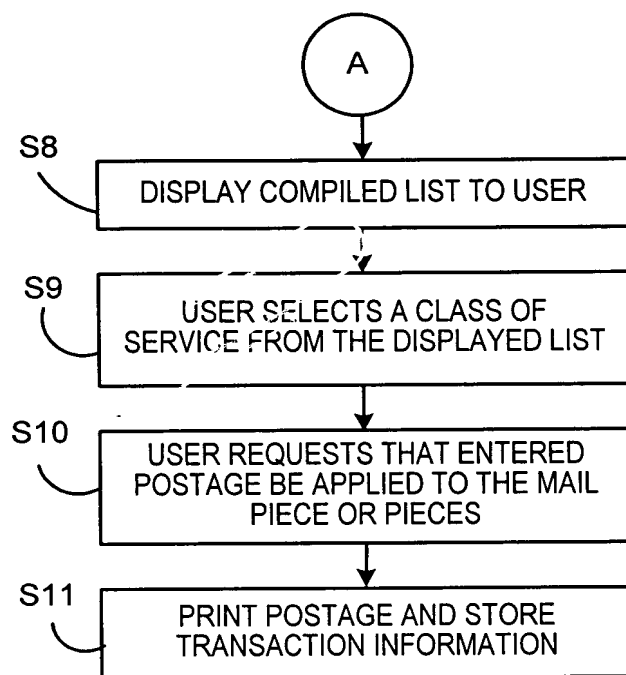 A
S8
DISPLAY COMPILED LIST TO USER
S9
USER SELECTS A CLASS OF
SERVICE FROM THE DISPLAYED LIST
S10
USER REQUESTS THAT ENTERED
POSTAGE BE APPLIED TO THE MAIL
PIECE OR PIECES
S11
PRINT POSTAGE AND STORE
TRANSACTION INFORMATION